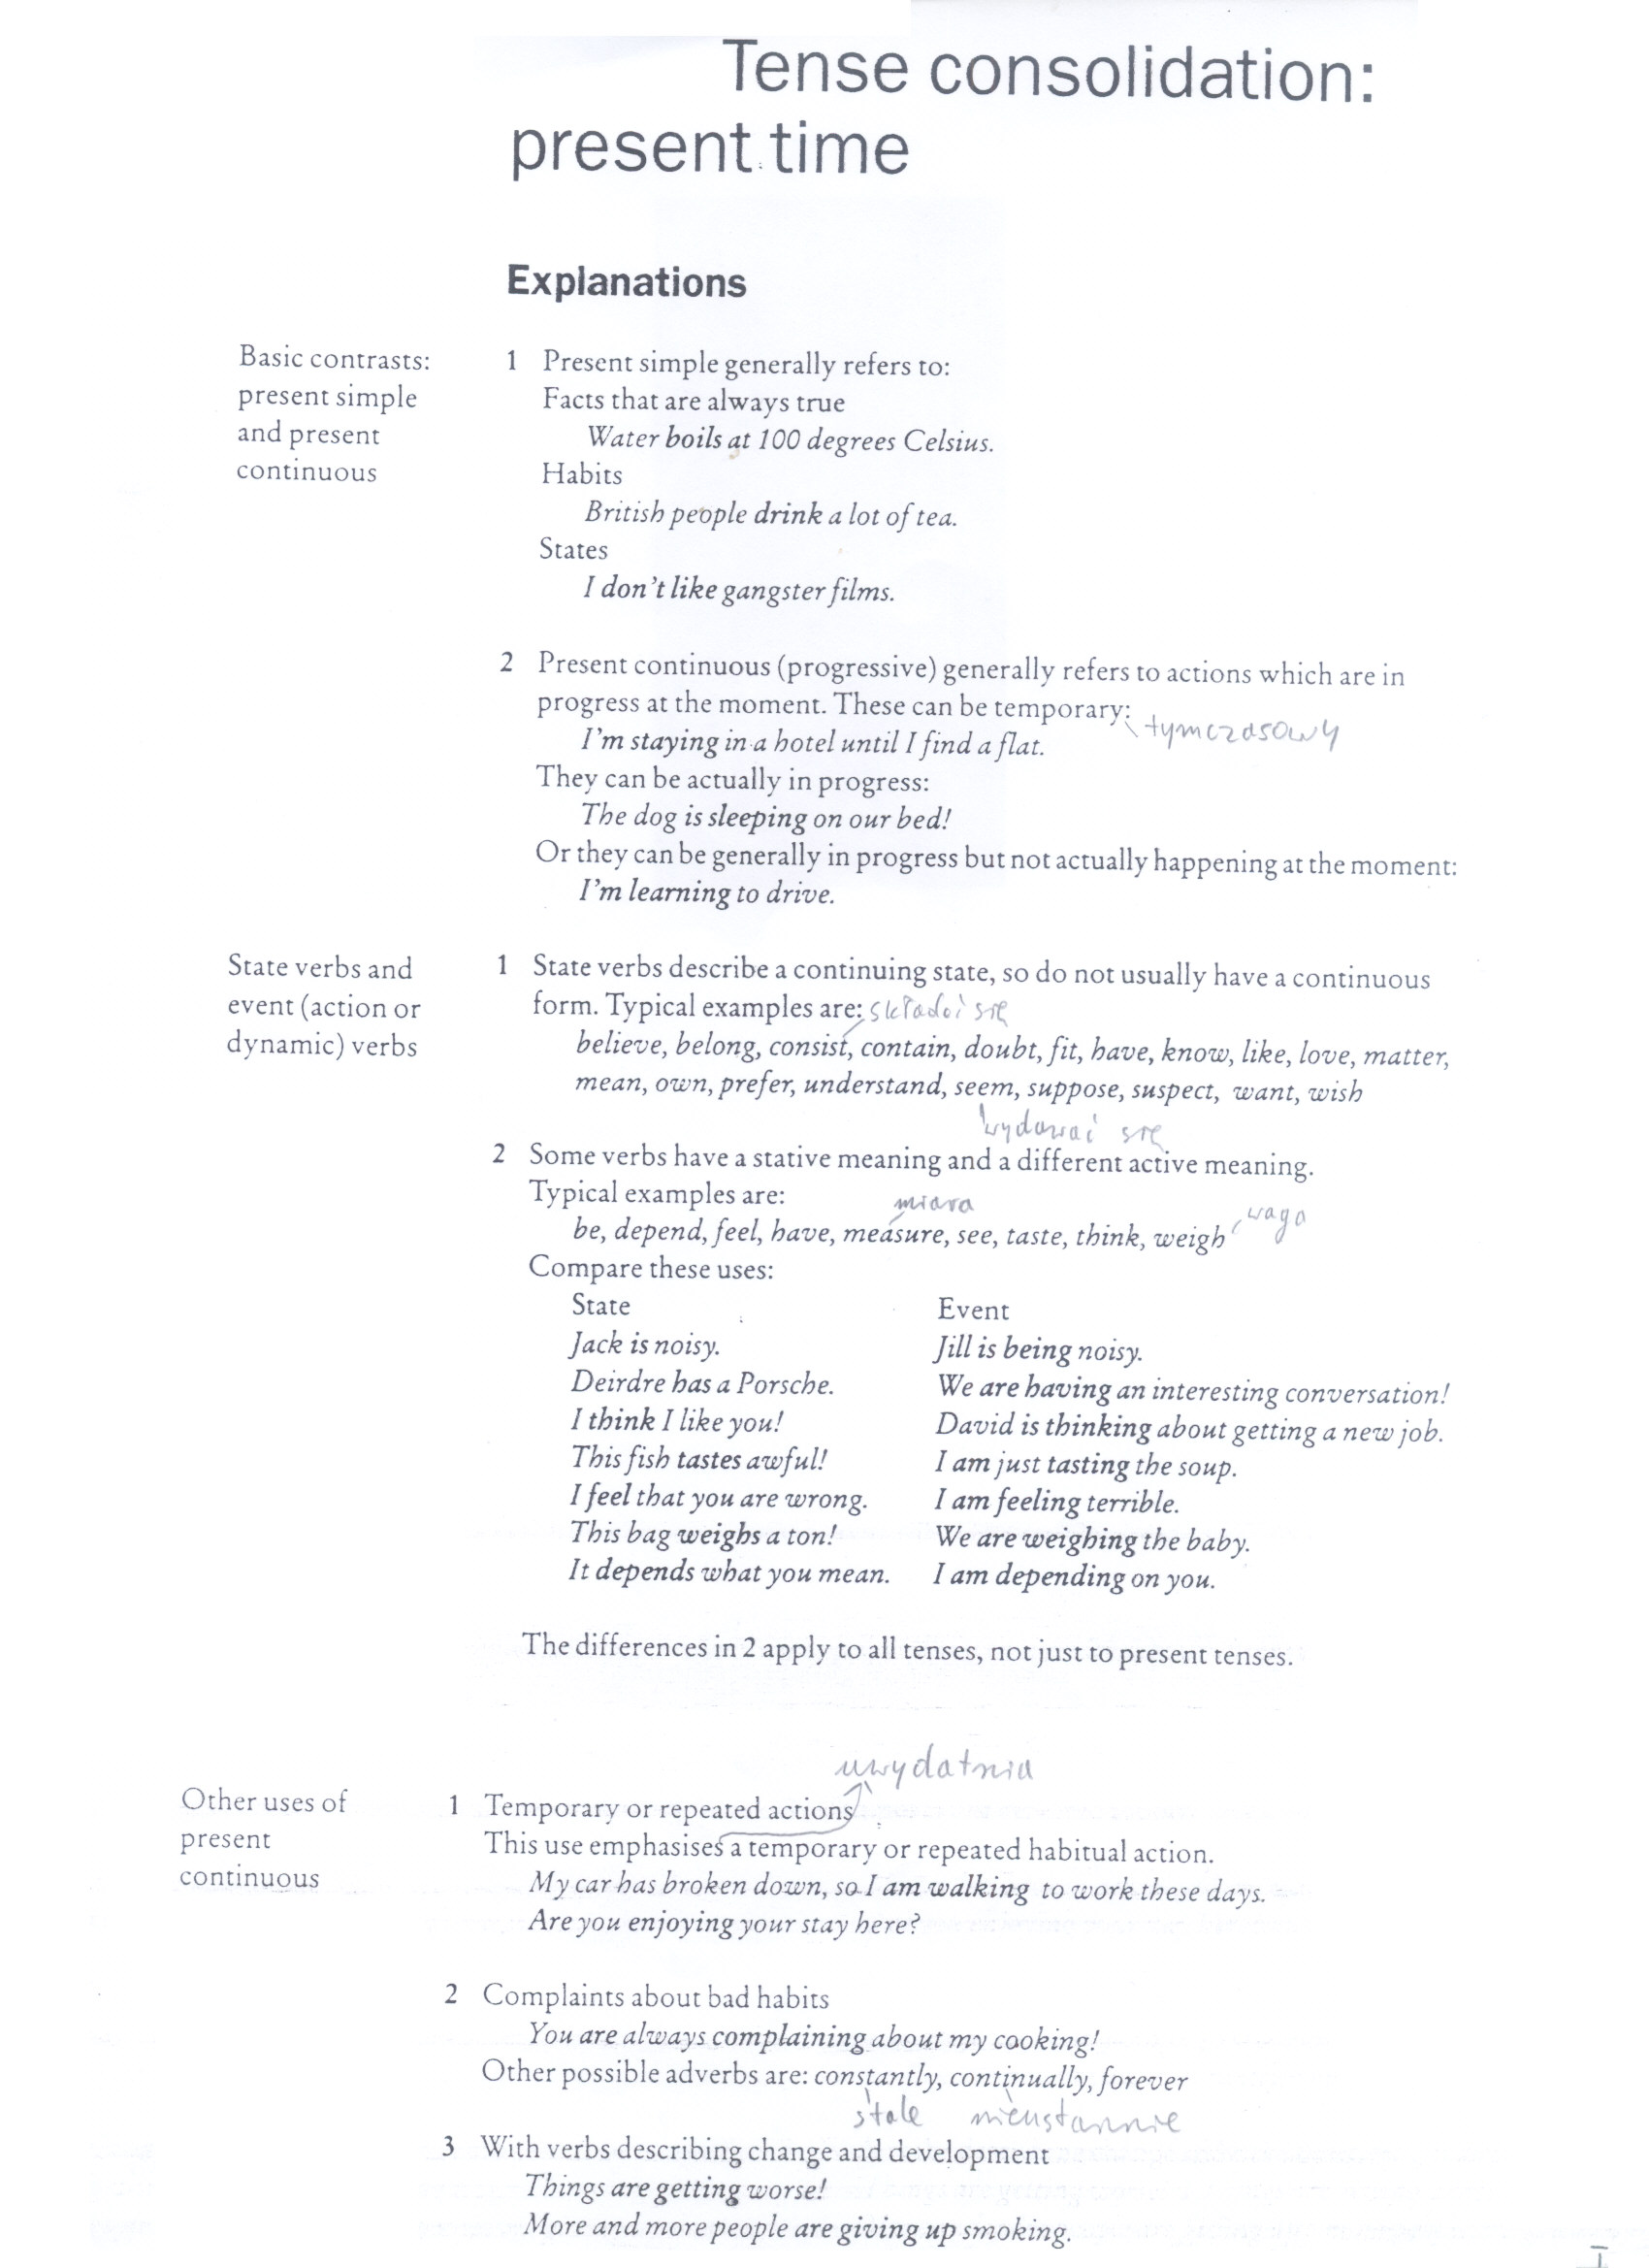 Tense consolidation:
present time
Explanations
Basic contrasts:
present simple
and present
continuous
1 Present simple generally refers to:
Facts that are always true
Water boils at 100 degrees Celsius.
Habits
British people drink a lot of tea.
States
I don't like gangster films.
2 Present continuous (progressive) generally refers to actions which are in
progress at the moment. These can be temporary:
tymczasowy
I'm staying in a hotel until I find a flat.
They can be actually in progress:
The dog is sleeping on our bed!
Or they can be generally in progress but not actually happening at the moment:
I'm learning to drive.
State verbs and
event (action or
dynamic) verbs
1 State verbs describe a continuing state, so do not usually have a continuous
form. Typical examples are: składać się
believe, belong, consist, contain, doubt, fit, have, know, like, love, matter,
mean, own, prefer, understand, seem, suppose, suspect, want, wish
wydawać się
2 Some verbs have a stative meaning and a different active meaning.
Typical examples are:
miara
waga
be, depend, feel, have, measure, see, taste, think, weigh
Compare these uses:
State Event
Jack is noisy. Jill is being noisy.
Deirdre has a Porsche. We are having an interesting conversation!
I think I like you! David is thinking about getting a new job.
This fish tastes awful! I am just tasting the soup.
I feel that you are wrong. I am feeling terrible.
This bag weighs a ton! We are weighing the baby.
It depends what you mean. I am depending on you.
The differences in 2 apply to all tenses, not just to present tenses.
uwydatnia
Other uses of
present
continuous
1 Temporary or repeated actions
This use emphasises a temporary or repeated habitual action.
My car has broken down, so I am walking to work these days.
Are you enjoying your stay here?
2 Complaints about bad habits
You are always complaining about my cooking!
Other possible adverbs are: constantly, continually, forever
stale nieustannie
3 With verbs describing change and development
Things are getting worse!
More and more people are giving up smoking.